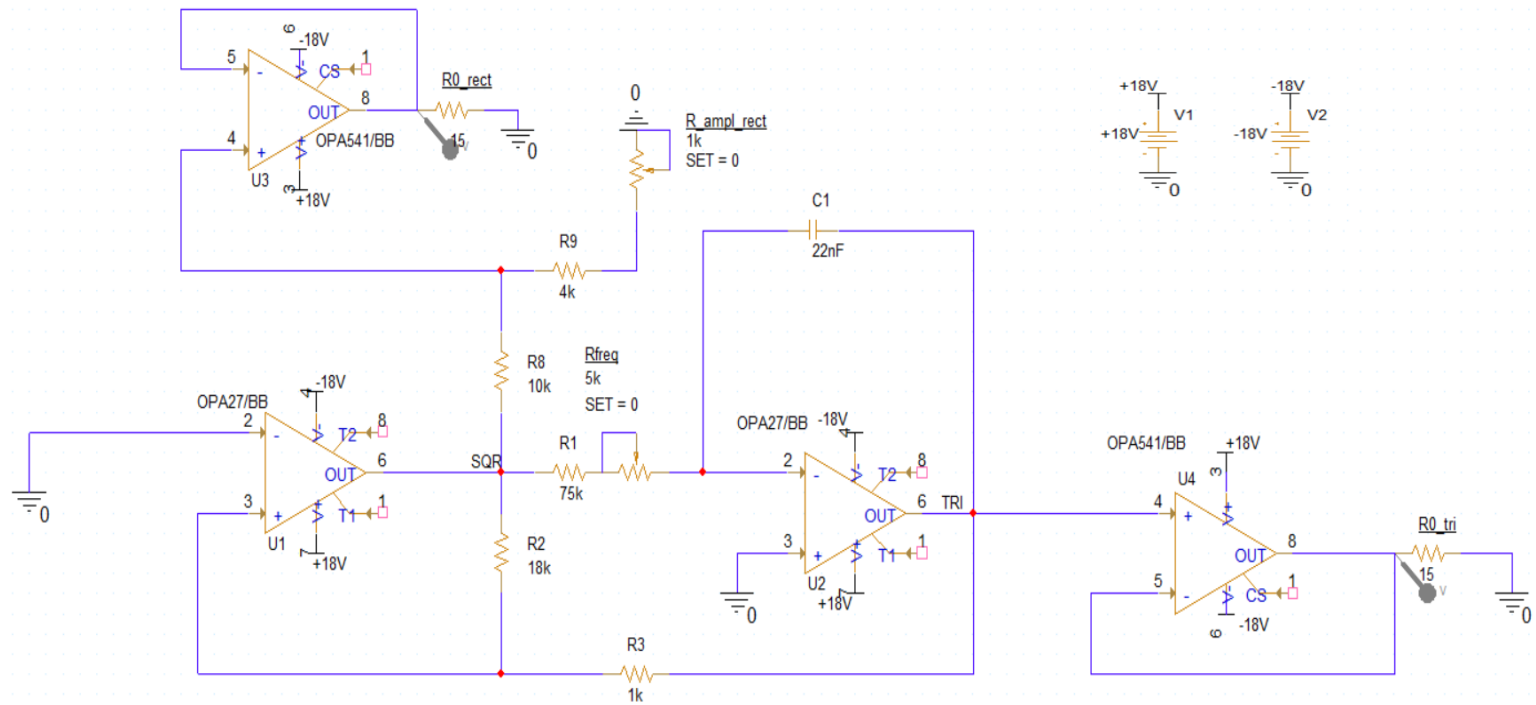 6
-18V
5
-
CS
1
8
OUT
R0_rect
15
V
0
4
+
OPA541/BB
U3
3
+18V
0
R_ampl_rect
1k
SET = 0
+18V
+18V
V1
0
-18V
-18V
V2
0
C1
22nF
R9
4k
R8
10k
Rfreq
5k
SET = 0
OPA27/BB
4
-18V
2
-
T2
8
OUT
6
SQR
R1
75k
3
+
T1
1
U1
7
+18V
0
R2
18k
OPA27/BB
-18V
4
2
-
T2
8
OUT
6
TRI
3
+
T1
1
U2
+18V
7
0
R3
1k
OPA541/BB
+18V
3
U4
4
+
8
OUT
R0_tri
15
V
0
5
-
CS
1
6
-18V